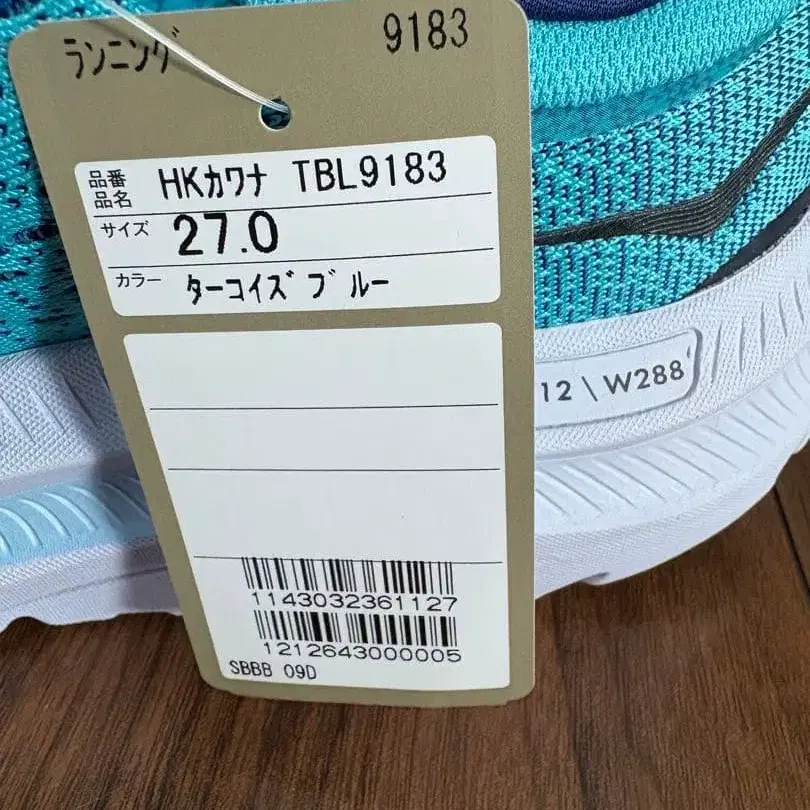 ランニング 9183
品番
品名 HKカワナ TBL9183
サイズ 27.0
カラー ターコイズブルー
12 \ W288
1143032361127
1212643000005
SBBB 09D